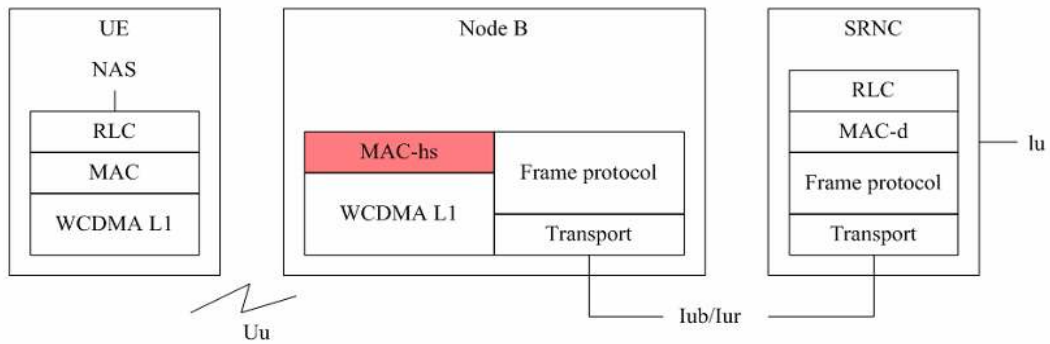 UE
NAS
RLC
MAC
WCDMA L1
Uu
Node B
MAC-hs
WCDMA L1
Frame protocol
Transport
Iub/Iur
SRNC
RLC
MAC-d
Frame protocol
Transport
Iu